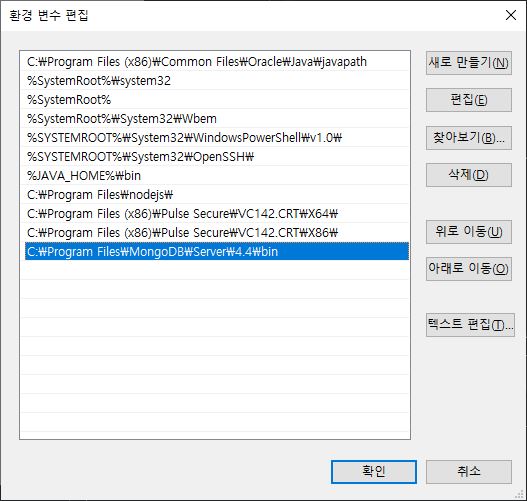 환경 변수 편집
C:₩Program Files (x86)₩Common Files₩Oracle₩Java₩javapath
%SystemRoot%₩system32
%SystemRoot%
%SystemRoot%₩System32₩Wbem
%SYSTEMROOT%₩System32₩WindowsPowerShell₩v1.0₩
%SYSTEMROOT%₩System32₩OpenSSH₩
%JAVA_HOME%₩bin
C:₩Program Files₩nodejs₩
C:₩Program Files (x86)₩Pulse Secure₩VC142.CRT₩X64₩
C:₩Program Files (x86)₩Pulse Secure₩VC142.CRT₩X86₩
C:₩Program Files₩MongoDB₩Server₩4.4₩bin
새로 만들기(N)
편집(E)
찾아보기(B)...
삭제(D)
위로 이동(U)
아래로 이동(O)
텍스트 편집(T)...
확인
취소